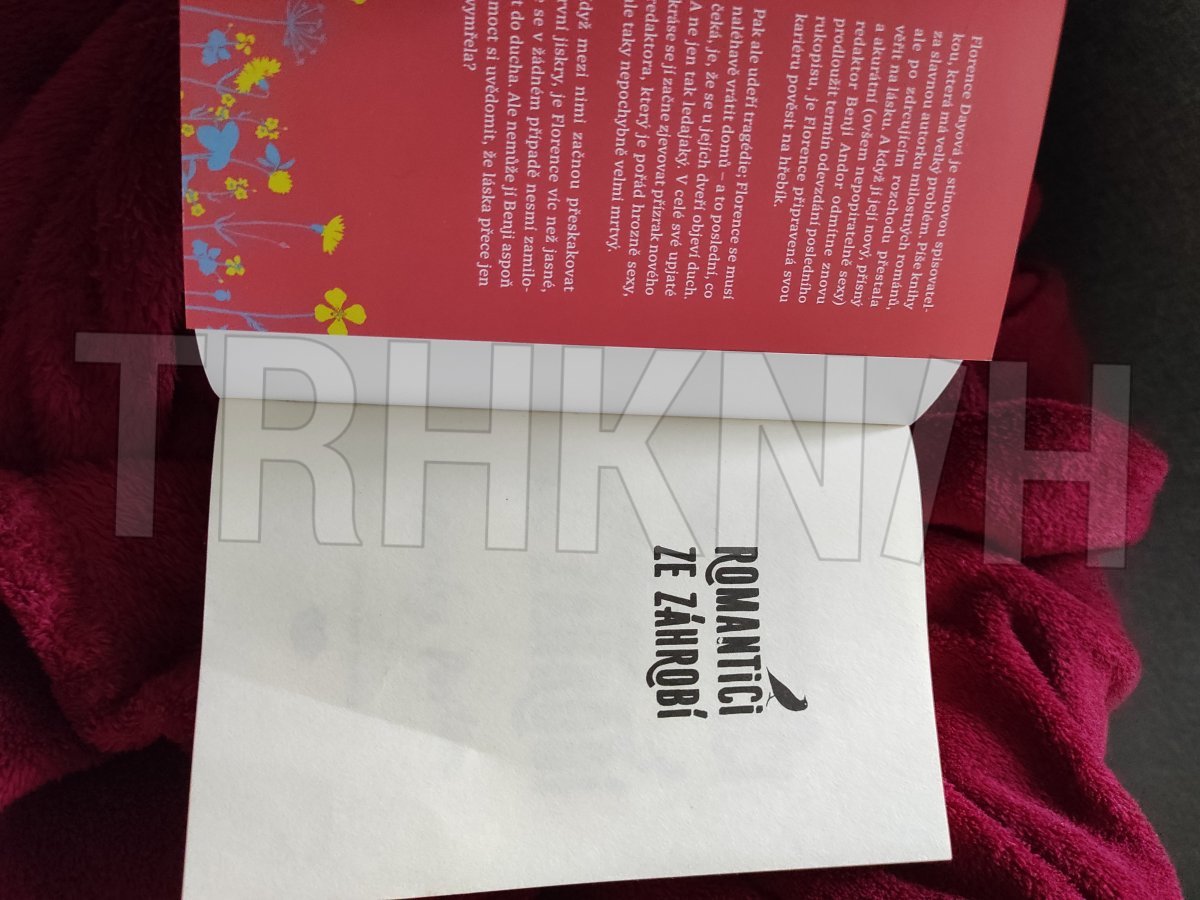 Florence Dayová je stínovou spisovatel-
kou, která má velký problém. Píše knihy
za slavnou autorku milostných románů,
ale po zdrcujícím rozchodu přestala
věřit na lásku. A když jí její nový, přísný
a akurátní (ovšem nepopiratelně sexy)
redaktor Benji Andor odmítne znovu
prodloužit termín odevzdání posledního
rukopisu, je Florence připravená svou
kariéru pověsit na hřebík.
Pak ale udeří tragédie: Florence se musí
naléhavě vrátit domů – a to poslední, co
čeká, je, že se u jejích dveří objeví duch.
A ne jen tak ledajaký. V celé své upjaté
kráse se jí začne zjevovat přízrak nového
redaktora, který je pořád hrozně sexy,
ale taky nepochybně velmi mrtvý.
dyž mezi nimi začnou přeskakovat
rvní jiskry, je Florence víc než jasné,
e se v žádném případě nesmí zamilo-
t do ducha. Ale nemůže jí Benji aspoň
moct si uvědomit, že láska přece jen
vymřela?
ROMANTICI
ZE ZÁHROBÍ
TRHKNIH